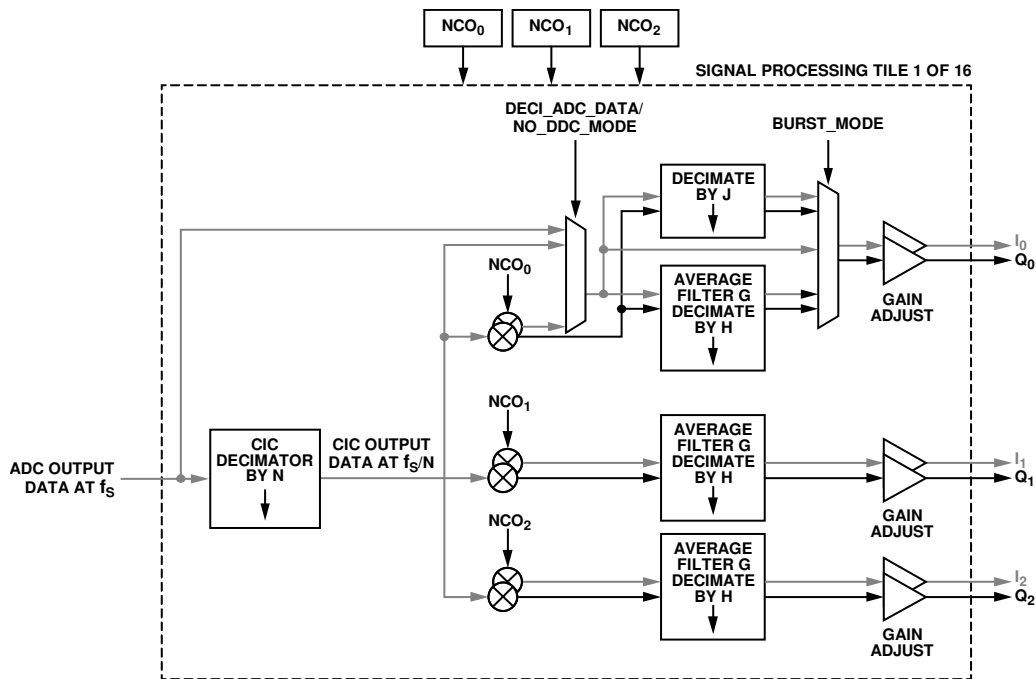 NCO0
NCO1
NCO2
SIGNAL PROCESSING TILE 1 OF 16
DECI_ADC_DATA/
NO_DDC_MODE
BURST_MODE
DECIMATE
BY J
NCO0
AVERAGE
FILTER G
DECIMATE
BY H
I0
Q0
GAIN
ADJUST
NCO1
ADC OUTPUT
DATA AT fS
CIC
DECIMATOR
BY N
CIC OUTPUT
DATA AT fS/N
AVERAGE
FILTER G
DECIMATE
BY H
I1
Q1
GAIN
ADJUST
NCO2
AVERAGE
FILTER G
DECIMATE
BY H
I2
Q2
GAIN
ADJUST